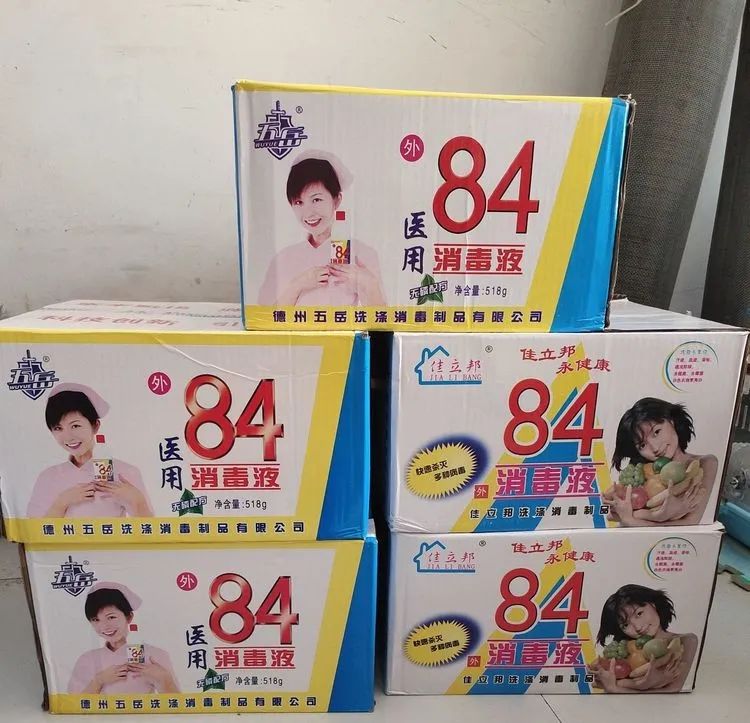 五岳®
WUYUE
外
84
医用
消毒液
无磷配方
净含量:518g
德州五岳洗涤消毒制品有限公司
五岳
WUYUE
外
84
医用
消毒液
无磷配方
净含量:518g
德州五岳洗涤消毒制品有限公司
佳立邦®
JIA LI BANG
佳立邦
永健康
84
快速杀灭
多种病毒
外
消毒液
佳立邦洗涤消毒制品
五岳®
WUYUE
外
84
医用
消毒液
无磷配方
净含量:518g
德州五岳洗涤消毒制品有限公司
佳立邦®
JIA LI BANG
佳立邦
永健康
84
快速杀灭
多种病毒
外
消毒液
佳立邦洗涤消毒制品